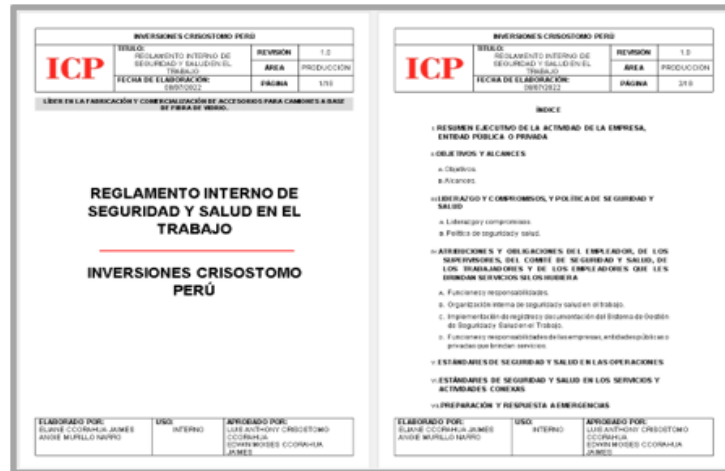 INVERSIONES CRISOSTOMO PERÚ
ICP
TÍTULO:
REGLAMENTO INTERNO DE
SEGURIDAD Y SALUD EN EL
TRABAJO
REVISIÓN
1.0
ÁREA
PRODUCCIÓN
FECHA DE ELABORACIÓN:
08/07/2022
PÁGINA
1/18
LÍDER EN LA FABRICACIÓN Y COMERCIALIZACIÓN DE ACCESORIOS PARA CAMIONES A BASE
DE FIBRA DE VIDRIO.
REGLAMENTO INTERNO DE
SEGURIDAD Y SALUD EN EL
TRABAJO
INVERSIONES CRISOSTOMO
PERÚ
ELABORADO POR:
ELIANE CCORAHUA JAIMES
ANGIE MURILLO NARRO
USO:
INTERNO
APROBADO POR:
LUIS ANTHONY CRISOSTOMO
CCORAHUA
EDWIN MOISES CCORAHUA
JAIMES
INVERSIONES CRISOSTOMO PERÚ
ICP
TÍTULO:
REGLAMENTO INTERNO DE
SEGURIDAD Y SALUD EN EL
TRABAJO
REVISIÓN
1.0
ÁREA
PRODUCCIÓN
FECHA DE ELABORACIÓN:
08/07/2022
PÁGINA
2/18
ÍNDICE
I. RESUMEN EJECUTIVO DE LA ACTIVIDAD DE LA EMPRESA,
ENTIDAD PÚBLICA O PRIVADA
II. OBJETIVOS Y ALCANCES
A. Objetivos.
B. Alcances.
III. LIDERAZGO Y COMPROMISOS, Y POLÍTICA DE SEGURIDAD Y
SALUD
A. Liderazgo y compromisos.
B. Política de seguridad y salud.
IV. ATRIBUCIONES Y OBLIGACIONES DEL EMPLEADOR, DE LOS
SUPERVISORES, DEL COMITÉ DE SEGURIDAD Y SALUD, DE
LOS TRABAJADORES Y DE LOS EMPLEADORES QUE LES
BRINDAN SERVICIOS SI LOS HUBIERA
A. Funciones y responsabilidades.
B. Organización interna de seguridad y salud en el trabajo.
C. Implementación de registros y documentación del Sistema de Gestión
de Seguridad y Salud en el Trabajo.
D. Funciones y responsabilidades de las empresas, entidades públicas o
privadas que brindan servicios.
V. ESTÁNDARES DE SEGURIDAD Y SALUD EN LAS OPERACIONES
VI. ESTÁNDARES DE SEGURIDAD Y SALUD EN LOS SERVICIOS Y
ACTIVIDADES CONEXAS
VII. PREPARACIÓN Y RESPUESTA A EMERGENCIAS
ELABORADO POR:
ELIANE CCORAHUA JAIMES
ANGIE MURILLO NARRO
USO:
INTERNO
APROBADO POR:
LUIS ANTHONY CRISOSTOMO
CCORAHUA
EDWIN MOISES CCORAHUA
JAIMES